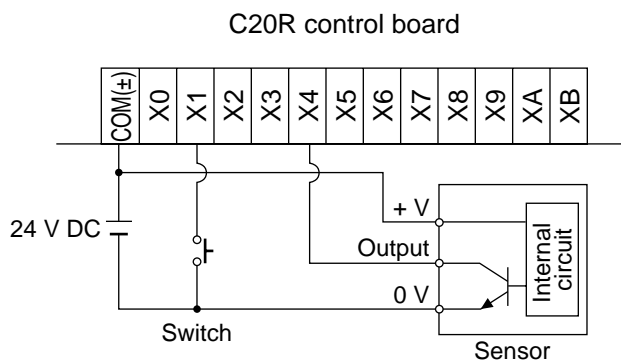 C20R control board
COM(±) X0 X1 X2 X3 X4 X5 X6 X7 X8 X9 XA XB
+ V
24 V DC
Output
Internal circuit
0 V
Switch
Sensor